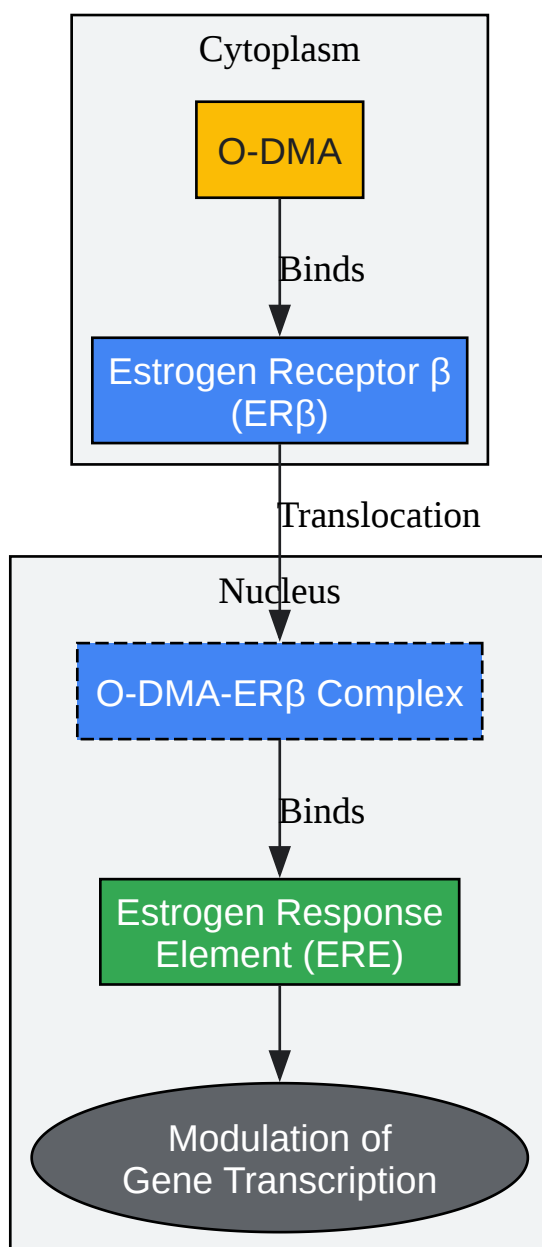 Cytoplasm
O-DMA
Binds
Estrogen Receptor β
(ERβ)
Translocation
Nucleus
O-DMA-ERβ Complex
Binds
Estrogen Response
Element (ERE)
Modulation of
Gene Transcription